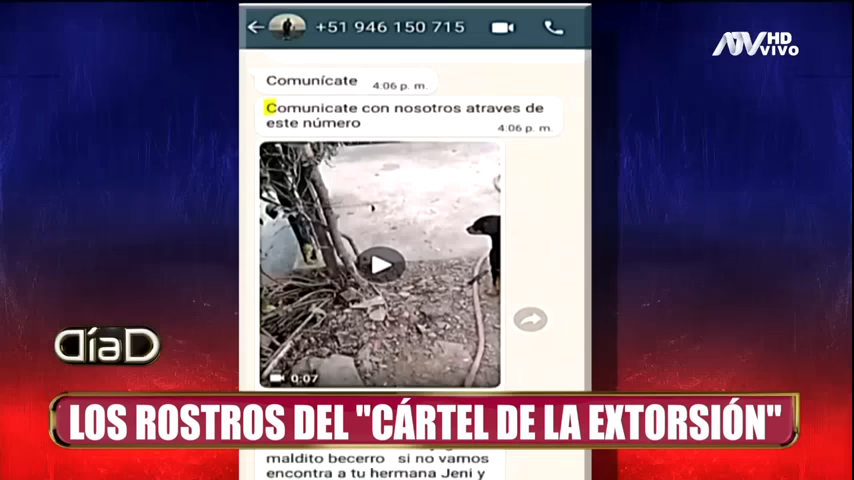 +51 946 150 715
ATV HD
VIVO
Comunícate 4:06 p. m.
Comunicate con nosotros atraves de
este número 4:06 p. m.
0:07
DíaD
LOS ROSTROS DEL "CÁRTEL DE LA EXTORSIÓN"
maldito becerro si no vamos
encontra a tu hermana Jeni y